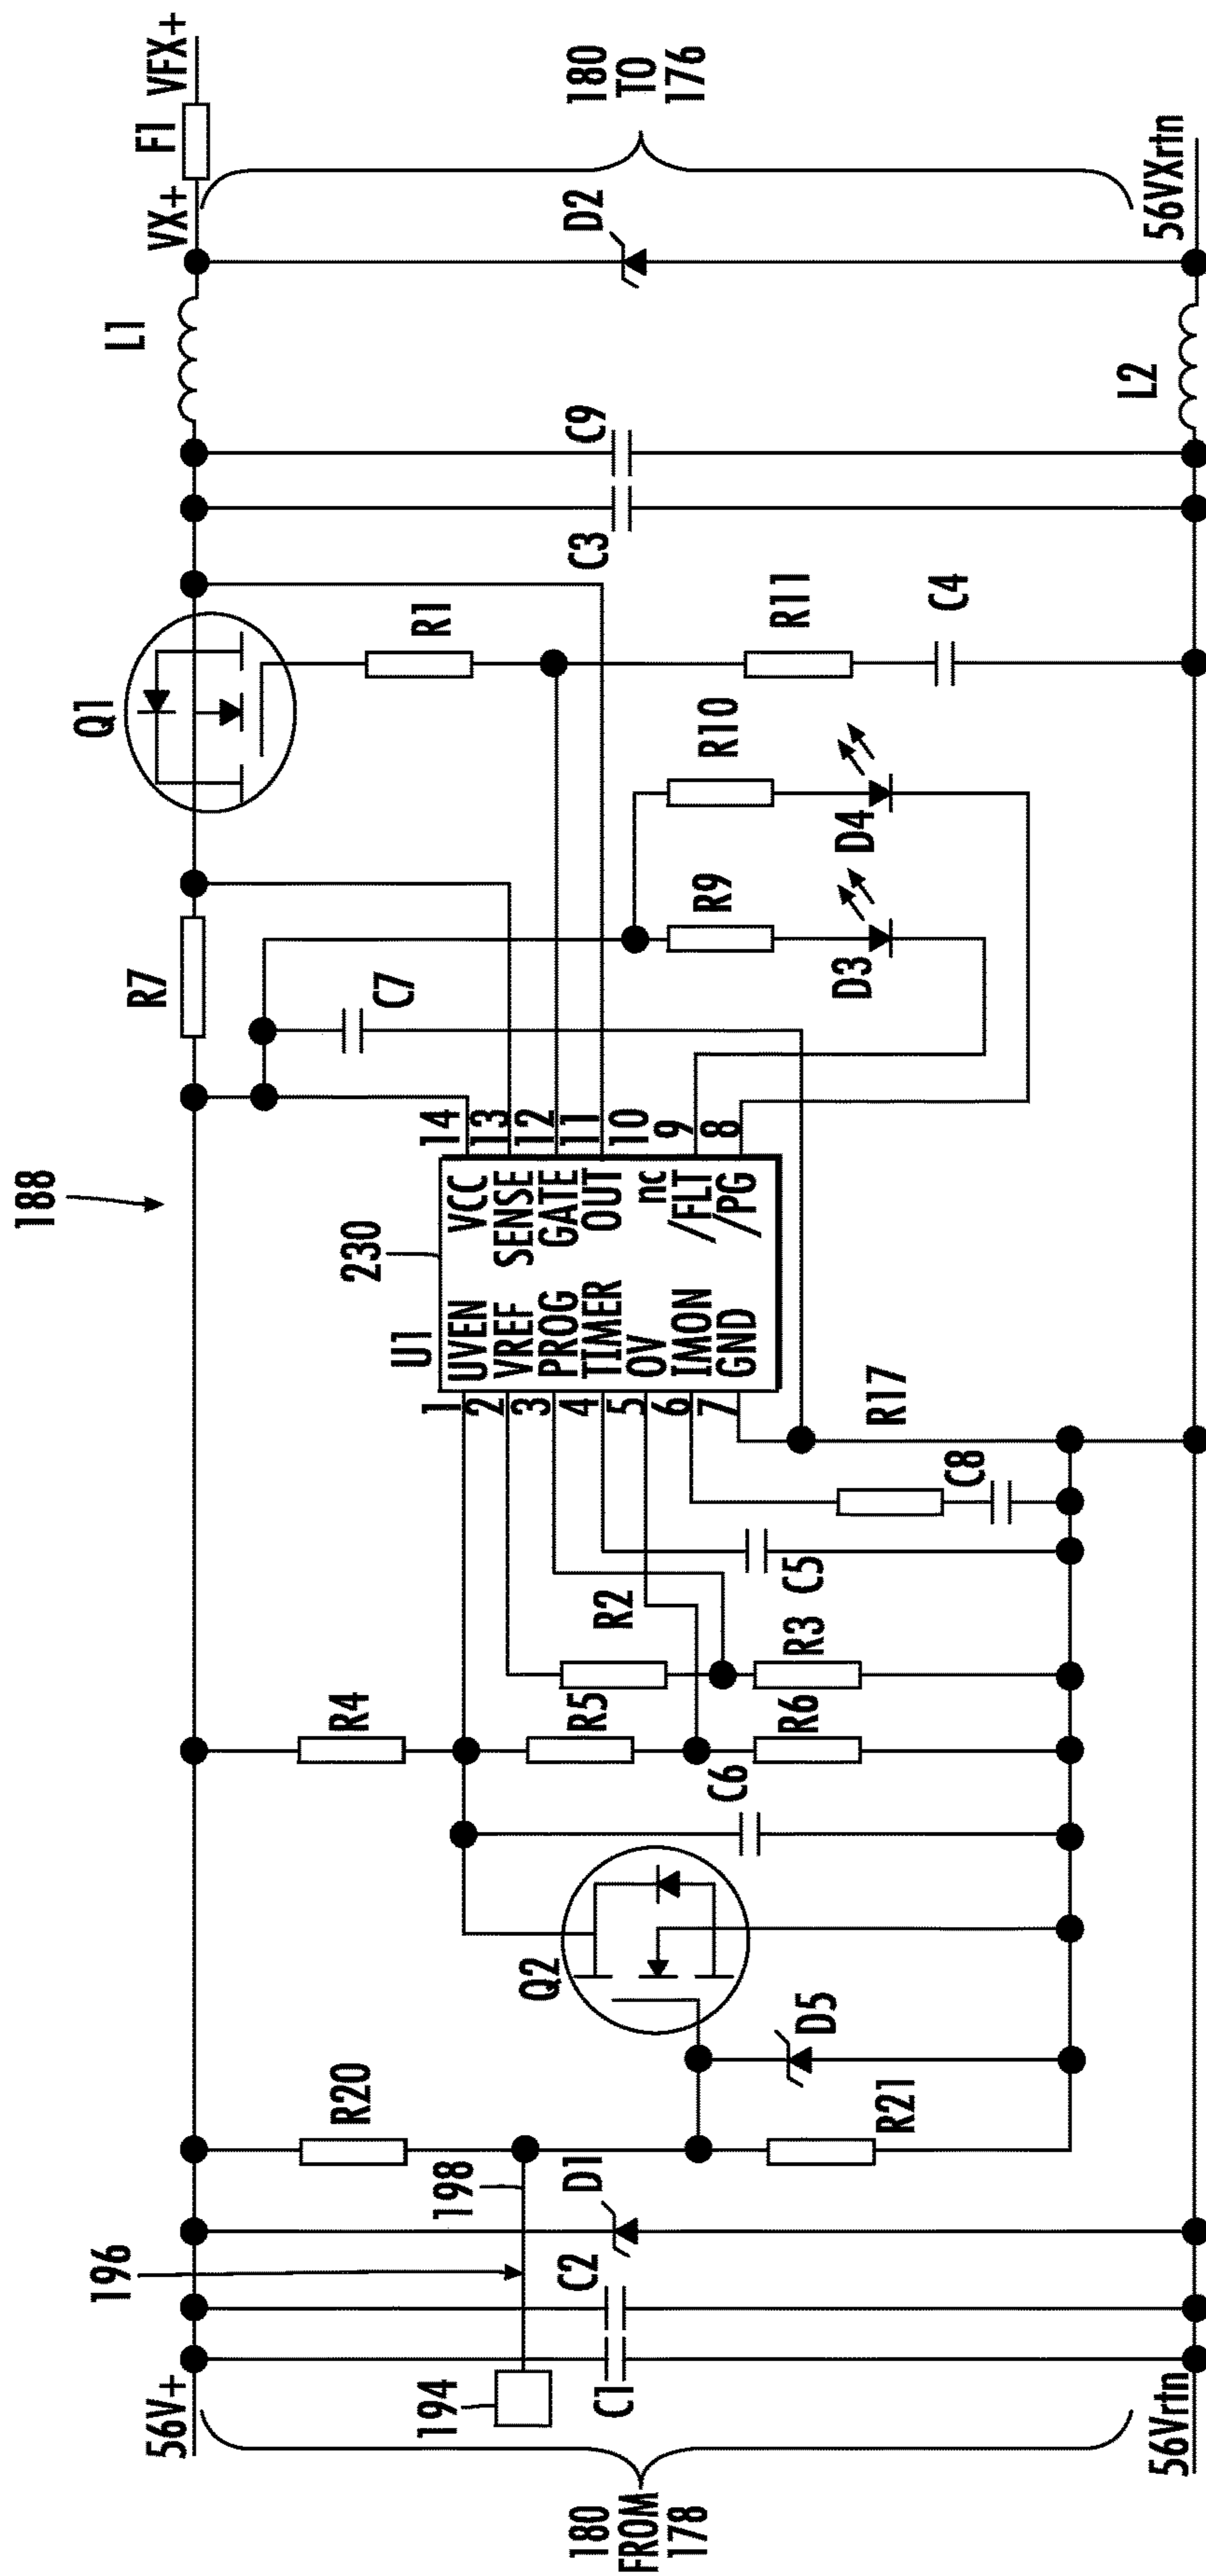 188
196
56V+
R7
Q1
L1
VX+
F1
VFX+
180
FROM
178
194
198
R20
C1
C2
D1
R21
D5
Q2
C6
R4
R5
R6
R2
R3
C5
C8
R17
U1
230
1 UVEN VCC 14
2 VREF SENSE 13
3 PROG GATE 12
4 TIMER OUT 11
5 OV nc 10
6 IMON /FLT 9
7 GND /PG 8
C7
R9
R10
D3
D4
R1
R11
C4
C3
C9
D2
180
TO
176
56Vrtn
L2
56VXrtn